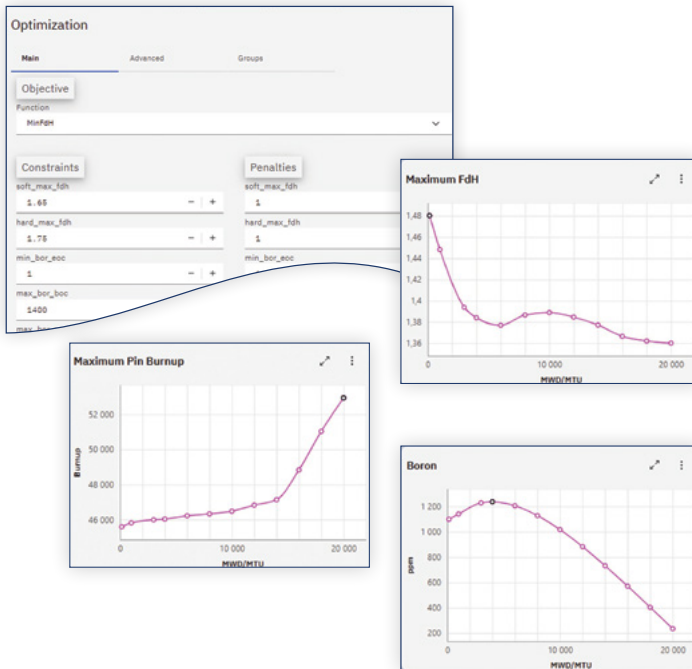 Optimization
Main Advanced Groups
Objective
Function
MinFdH
Constraints Penalties
soft_max_fdh soft_max_fdh
1.65 - | + 1
hard_max_fdh hard_max_fdh
1.75 - | + 1
min_bor_eoc min_bor_eoc
1 - | +
max_bor_boc
1400
Maximum FdH
1,48
1,46
1,44
1,42
1,4
1,38
1,36
0 10 000 20 000
MWD/MTU
Maximum Pin Burnup
52 000
50 000
48 000
46 000
Burnup
0 10 000 20 000
MWD/MTU
Boron
1 200
1 000
800
600
400
200
ppm
0 10 000 20 000
MWD/MTU